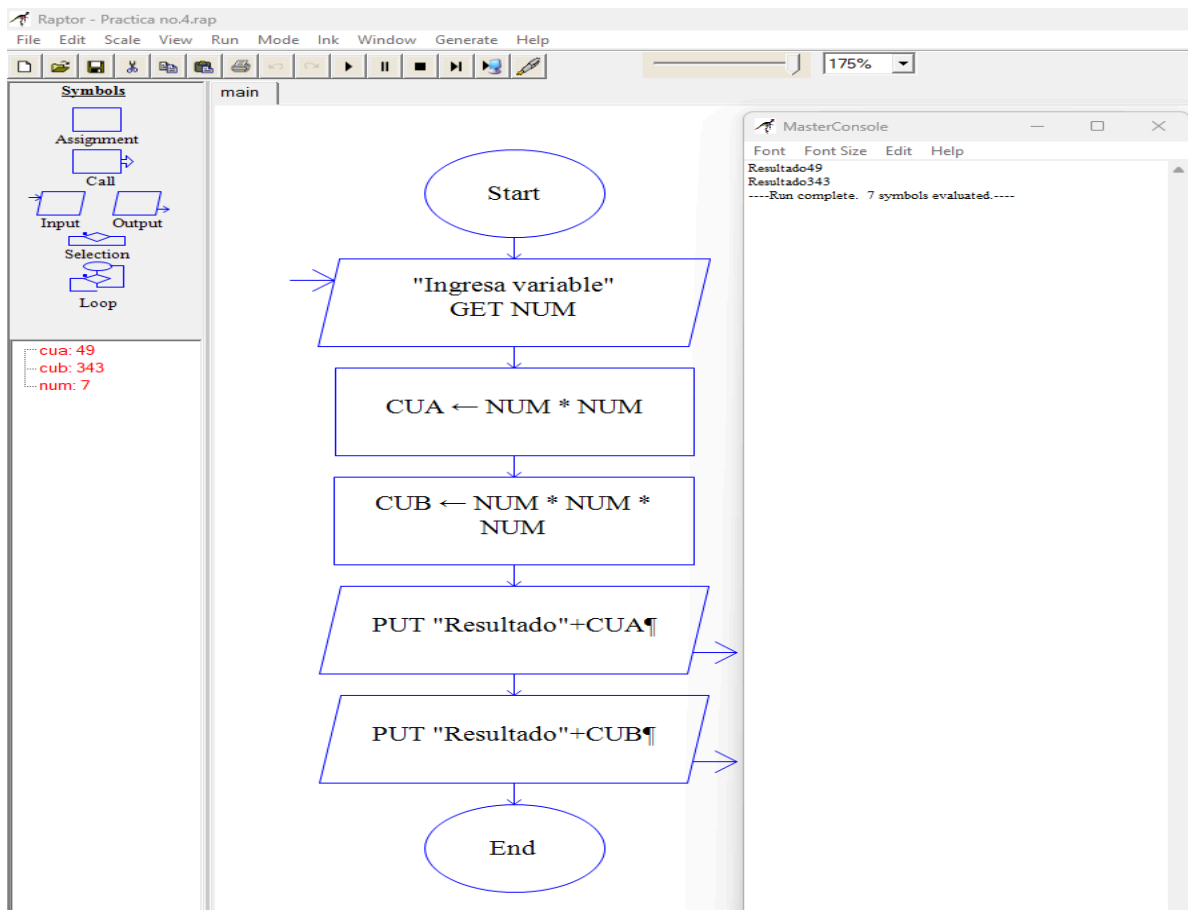 Raptor - Practica no.4.rap
File Edit Scale View Run Mode Ink Window Generate Help
175%
Symbols
Assignment
Call
Input Output
Selection
Loop
cua: 49
cub: 343
num: 7
main
Start
"Ingresa variable"
GET NUM
CUA ← NUM * NUM
CUB ← NUM * NUM *
NUM
PUT "Resultado"+CUA¶
PUT "Resultado"+CUB¶
End
MasterConsole
Font Font Size Edit Help
Resultado49
Resultado343
----Run complete. 7 symbols evaluated.----